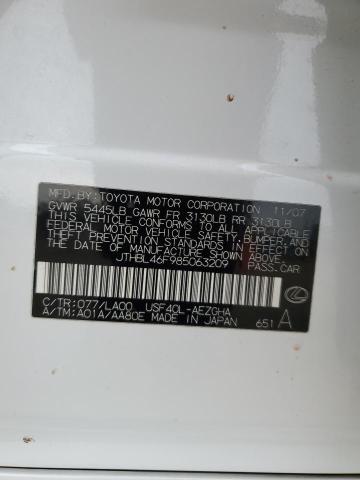 MFD.BY:TOYOTA MOTOR CORPORATION 11/07
GVWR 5445LB GAWR FR 3130LB RR 3130LB
THIS VEHICLE CONFORMS TO ALL APPLICABLE
FEDERAL MOTOR VEHICLE SAFETY,BUMPER,AND
THEFT PREVENTION STANDARDS IN EFFECT ON
THE DATE OF MANUFACTURE SHOWN ABOVE.
JTHBL46F985063209 PASS.CAR
C/TR:077/LA00 USF40L-AEZGHA
A/TM:A01A/AA80E MADE IN JAPAN 651 A